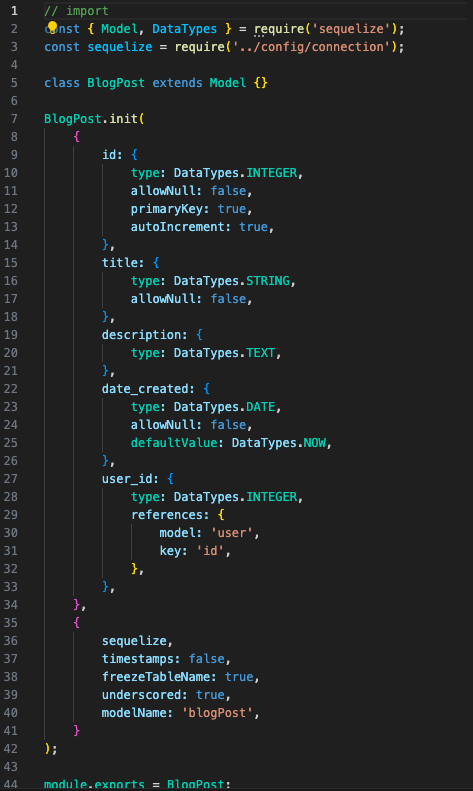 1 // import
2 const { Model, DataTypes } = require('sequelize');
3 const sequelize = require('../config/connection');
4
5 class BlogPost extends Model {}
6
7 BlogPost.init(
8     {
9         id: {
10             type: DataTypes.INTEGER,
11             allowNull: false,
12             primaryKey: true,
13             autoIncrement: true,
14         },
15         title: {
16             type: DataTypes.STRING,
17             allowNull: false,
18         },
19         description: {
20             type: DataTypes.TEXT,
21         },
22         date_created: {
23             type: DataTypes.DATE,
24             allowNull: false,
25             defaultValue: DataTypes.NOW,
26         },
27         user_id: {
28             type: DataTypes.INTEGER,
29             references: {
30                 model: 'user',
31                 key: 'id',
32             },
33         },
34     },
35     {
36         sequelize,
37         timestamps: false,
38         freezeTableName: true,
39         underscored: true,
40         modelName: 'blogPost',
41     }
42 );
43
44 module.exports = BlogPost;